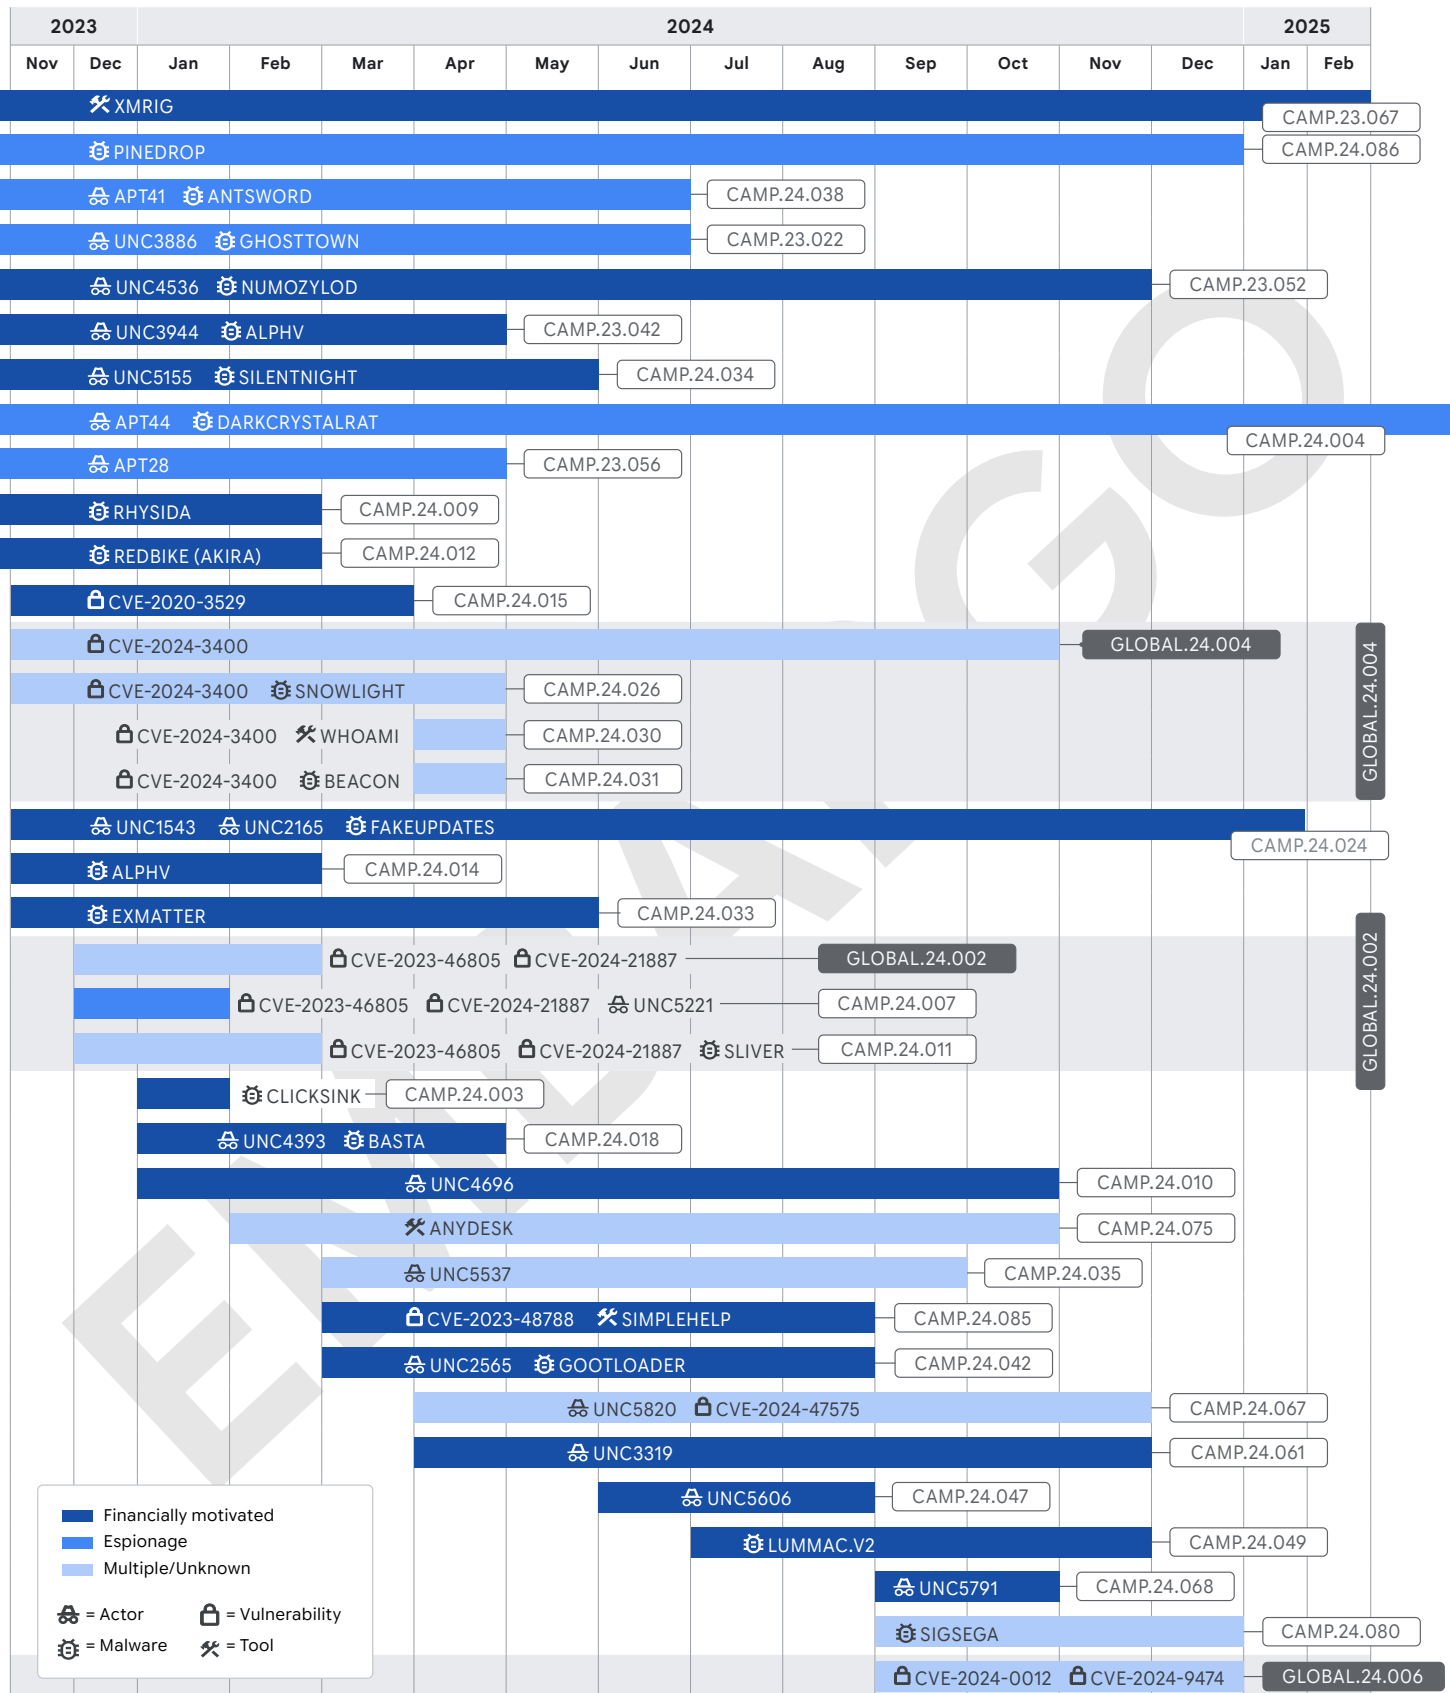 2023 2024 2025
Nov Dec Jan Feb Mar Apr May Jun Jul Aug Sep Oct Nov Dec Jan Feb
XMRIG CAMP.23.067
PINEDROP CAMP.24.086
APT41 ANTSWORD CAMP.24.038
UNC3886 GHOSTTOWN CAMP.23.022
UNC4536 NUMOZYLOD CAMP.23.052
UNC3944 ALPHV CAMP.23.042
UNC5155 SILENTNIGHT CAMP.24.034
APT44 DARKCRYSTALRAT CAMP.24.004
APT28 CAMP.23.056
RHYSIDA CAMP.24.009
REDBIKE (AKIRA) CAMP.24.012
CVE-2020-3529 CAMP.24.015
CVE-2024-3400 GLOBAL.24.004
CVE-2024-3400 SNOWLIGHT CAMP.24.026
CVE-2024-3400 WHOAMI CAMP.24.030
CVE-2024-3400 BEACON CAMP.24.031
GLOBAL.24.004
UNC1543 UNC2165 FAKEUPDATES CAMP.24.024
ALPHV CAMP.24.014
EXMATTER CAMP.24.033
CVE-2023-46805 CVE-2024-21887 GLOBAL.24.002
CVE-2023-46805 CVE-2024-21887 UNC5221 CAMP.24.007
CVE-2023-46805 CVE-2024-21887 SLIVER CAMP.24.011
GLOBAL.24.002
CLICKSINK CAMP.24.003
UNC4393 BASTA CAMP.24.018
UNC4696 CAMP.24.010
ANYDESK CAMP.24.075
UNC5537 CAMP.24.035
CVE-2023-48788 SIMPLEHELP CAMP.24.085
UNC2565 GOOTLOADER CAMP.24.042
UNC5820 CVE-2024-47575 CAMP.24.067
UNC3319 CAMP.24.061
UNC5606 CAMP.24.047
LUMMAC.V2 CAMP.24.049
UNC5791 CAMP.24.068
SIGSEGA CAMP.24.080
CVE-2024-0012 CVE-2024-9474 GLOBAL.24.006
Financially motivated
Espionage
Multiple/Unknown
= Actor = Vulnerability
= Malware = Tool
EMBARGO